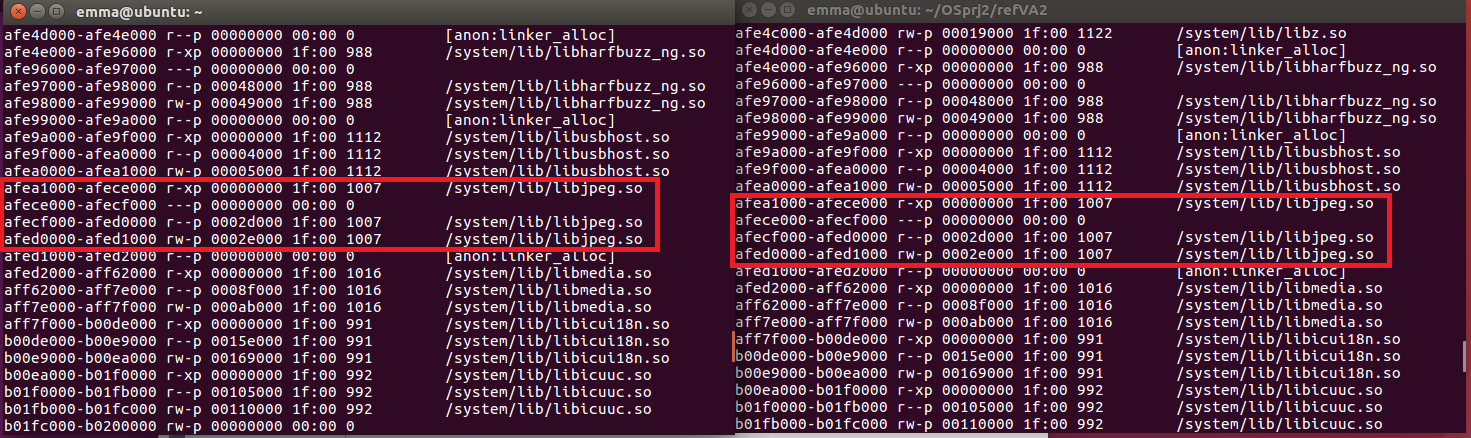 emma@ubuntu: ~
afe4d000-afe4e000 r--p 00000000 00:00 0 [anon:linker_alloc]
afe4e000-afe96000 r-xp 00000000 1f:00 988 /system/lib/libharfbuzz_ng.so
afe96000-afe97000 ---p 00000000 00:00 0
afe97000-afe98000 r--p 00048000 1f:00 988 /system/lib/libharfbuzz_ng.so
afe98000-afe99000 rw-p 00049000 1f:00 988 /system/lib/libharfbuzz_ng.so
afe99000-afe9a000 r--p 00000000 00:00 0 [anon:linker_alloc]
afe9a000-afe9f000 r-xp 00000000 1f:00 1112 /system/lib/libusbhost.so
afe9f000-afea0000 r--p 00004000 1f:00 1112 /system/lib/libusbhost.so
afea0000-afea1000 rw-p 00005000 1f:00 1112 /system/lib/libusbhost.so
afea1000-afece000 r-xp 00000000 1f:00 1007 /system/lib/libjpeg.so
afece000-afecf000 ---p 00000000 00:00 0
afecf000-afed0000 r--p 0002d000 1f:00 1007 /system/lib/libjpeg.so
afed0000-afed1000 rw-p 0002e000 1f:00 1007 /system/lib/libjpeg.so
afed1000-afed2000 r--p 00000000 00:00 0 [anon:linker_alloc]
afed2000-aff62000 r-xp 00000000 1f:00 1016 /system/lib/libmedia.so
aff62000-aff7e000 r--p 0008f000 1f:00 1016 /system/lib/libmedia.so
aff7e000-aff7f000 rw-p 000ab000 1f:00 1016 /system/lib/libmedia.so
aff7f000-b00de000 r-xp 00000000 1f:00 991 /system/lib/libicui18n.so
b00de000-b00e9000 r--p 0015e000 1f:00 991 /system/lib/libicui18n.so
b00e9000-b00ea000 rw-p 00169000 1f:00 991 /system/lib/libicui18n.so
b00ea000-b01f0000 r-xp 00000000 1f:00 992 /system/lib/libicuuc.so
b01f0000-b01fb000 r--p 00105000 1f:00 992 /system/lib/libicuuc.so
b01fb000-b01fc000 rw-p 00110000 1f:00 992 /system/lib/libicuuc.so
b01fc000-b0200000 rw-p 00000000 00:00 0
emma@ubuntu: ~/OSprj2/refVA2
afe4c000-afe4d000 rw-p 00019000 1f:00 1122 /system/lib/libz.so
afe4d000-afe4e000 r--p 00000000 00:00 0 [anon:linker_alloc]
afe4e000-afe96000 r-xp 00000000 1f:00 988 /system/lib/libharfbuzz_ng.so
afe96000-afe97000 ---p 00000000 00:00 0
afe97000-afe98000 r--p 00048000 1f:00 988 /system/lib/libharfbuzz_ng.so
afe98000-afe99000 rw-p 00049000 1f:00 988 /system/lib/libharfbuzz_ng.so
afe99000-afe9a000 r--p 00000000 00:00 0 [anon:linker_alloc]
afe9a000-afe9f000 r-xp 00000000 1f:00 1112 /system/lib/libusbhost.so
afe9f000-afea0000 r--p 00004000 1f:00 1112 /system/lib/libusbhost.so
afea0000-afea1000 rw-p 00005000 1f:00 1112 /system/lib/libusbhost.so
afea1000-afece000 r-xp 00000000 1f:00 1007 /system/lib/libjpeg.so
afece000-afecf000 ---p 00000000 00:00 0
afecf000-afed0000 r--p 0002d000 1f:00 1007 /system/lib/libjpeg.so
afed0000-afed1000 rw-p 0002e000 1f:00 1007 /system/lib/libjpeg.so
afed1000-afed2000 r--p 00000000 00:00 0 [anon:linker_alloc]
afed2000-aff62000 r-xp 00000000 1f:00 1016 /system/lib/libmedia.so
aff62000-aff7e000 r--p 0008f000 1f:00 1016 /system/lib/libmedia.so
aff7e000-aff7f000 rw-p 000ab000 1f:00 1016 /system/lib/libmedia.so
aff7f000-b00de000 r-xp 00000000 1f:00 991 /system/lib/libicui18n.so
b00de000-b00e9000 r--p 0015e000 1f:00 991 /system/lib/libicui18n.so
b00e9000-b00ea000 rw-p 00169000 1f:00 991 /system/lib/libicui18n.so
b00ea000-b01f0000 r-xp 00000000 1f:00 992 /system/lib/libicuuc.so
b01f0000-b01fb000 r--p 00105000 1f:00 992 /system/lib/libicuuc.so
b01fb000-b01fc000 rw-p 00110000 1f:00 992 /system/lib/libicuuc.so